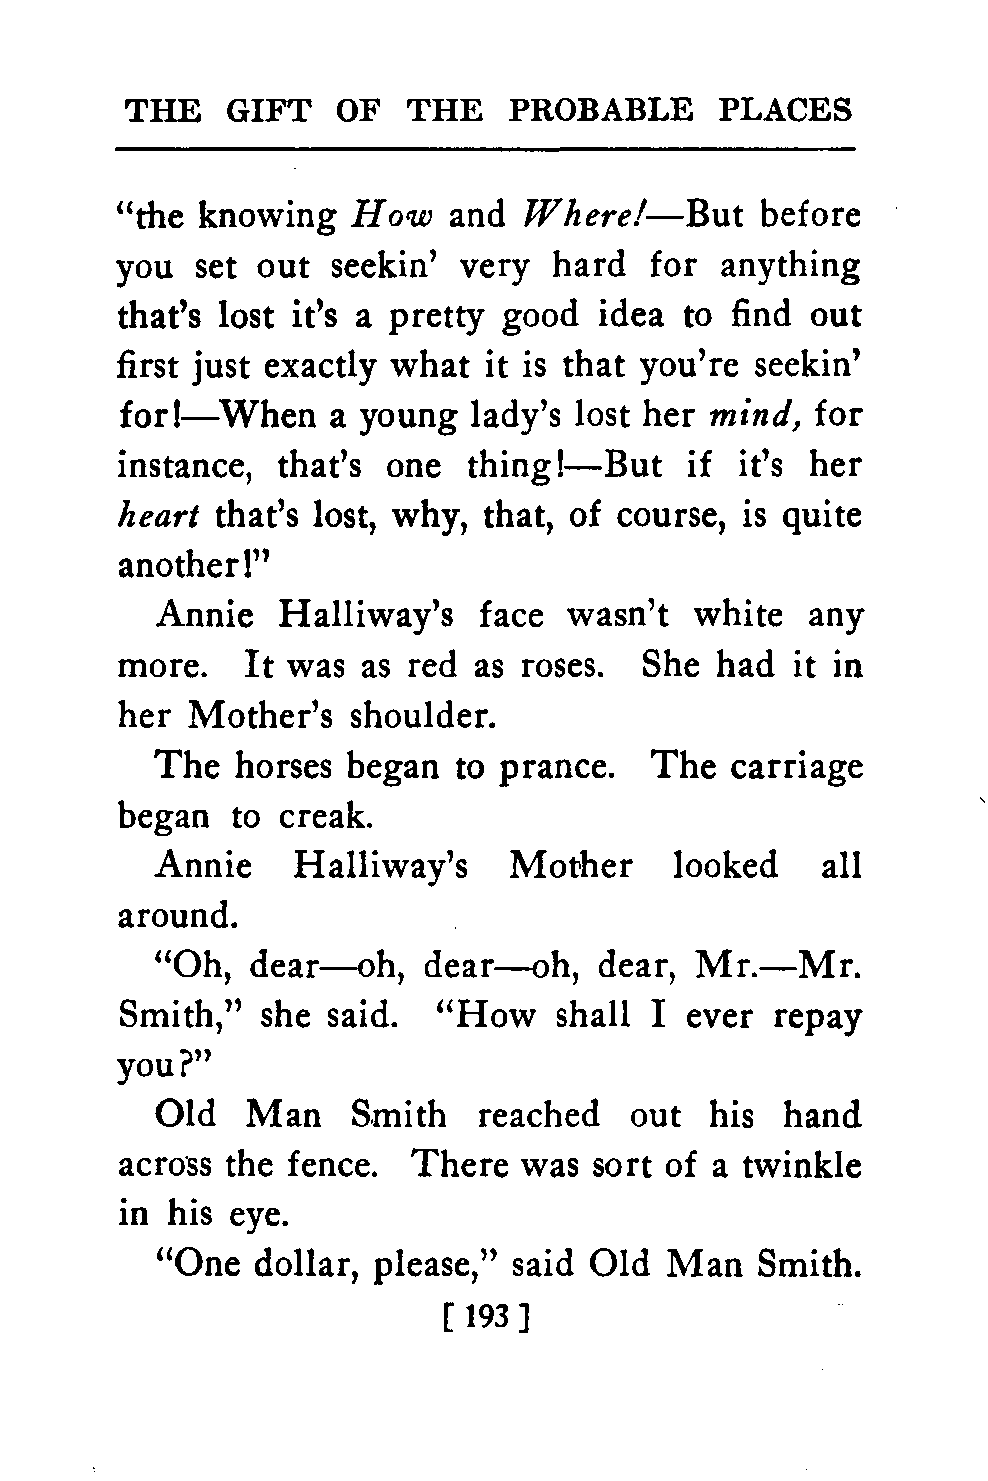 THE GIFT OF THE PROBABLE PLACES
“the knowing How and Where!—But before
you set out seekin’ very hard for anything
that’s lost it’s a pretty good idea to find out
first just exactly what it is that you’re seekin’
for!—When a young lady’s lost her mind, for
instance, that’s one thing!—But if it’s her
heart that’s lost, why, that, of course, is quite
another!”
Annie Halliway’s face wasn’t white any
more. It was as red as roses. She had it in
her Mother’s shoulder.
The horses began to prance. The carriage
began to creak.
Annie Halliway’s Mother looked all
around.
“Oh, dear—oh, dear—oh, dear, Mr.—Mr.
Smith,” she said. “How shall I ever repay
you?”
Old Man Smith reached out his hand
across the fence. There was sort of a twinkle
in his eye.
“One dollar, please,” said Old Man Smith.
[ 193 ]